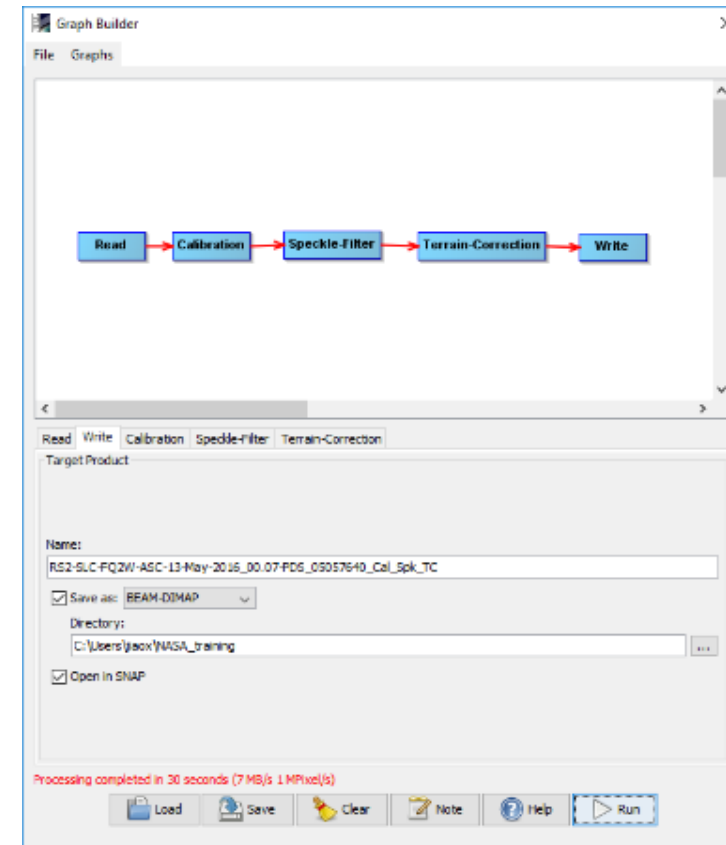 Graph Builder
File Graphs
Read Calibration Speckle-Filter Terrain-Correction Write
Read Write Calibration Speckle-Filter Terrain-Correction
Target Product
Name:
RS2-SLC-FQ2W-ASC-13-May-2016_00.07-PDS_05057640_Cal_Spk_TC
Save as: BEAM-DIMAP
Directory:
C:\Users\jiaox\NASA_training
...
Open in SNAP
Processing completed in 30 seconds (7 MB/s 1 MPixel/s)
Load Save Clear Note Help Run